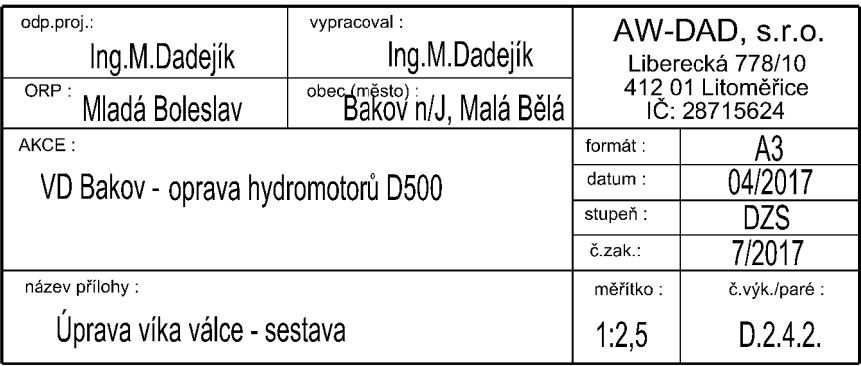 odp.proj.:
Ing.M.Dadejík
vypracoval :
Ing.M.Dadejík
AW-DAD, s.r.o.
Liberecká 778/10
412 01 Litoměřice
IČ: 28715624
ORP :
Mladá Boleslav
obec (město) :
Bakov n/J, Malá Bělá
AKCE :
VD Bakov - oprava hydromotorů D500
formát :
A3
datum :
04/2017
stupeň :
DZS
č.zak.:
7/2017
název přílohy :
Úprava víka válce - sestava
měřítko :
1:2,5
č.výk./paré :
D.2.4.2.